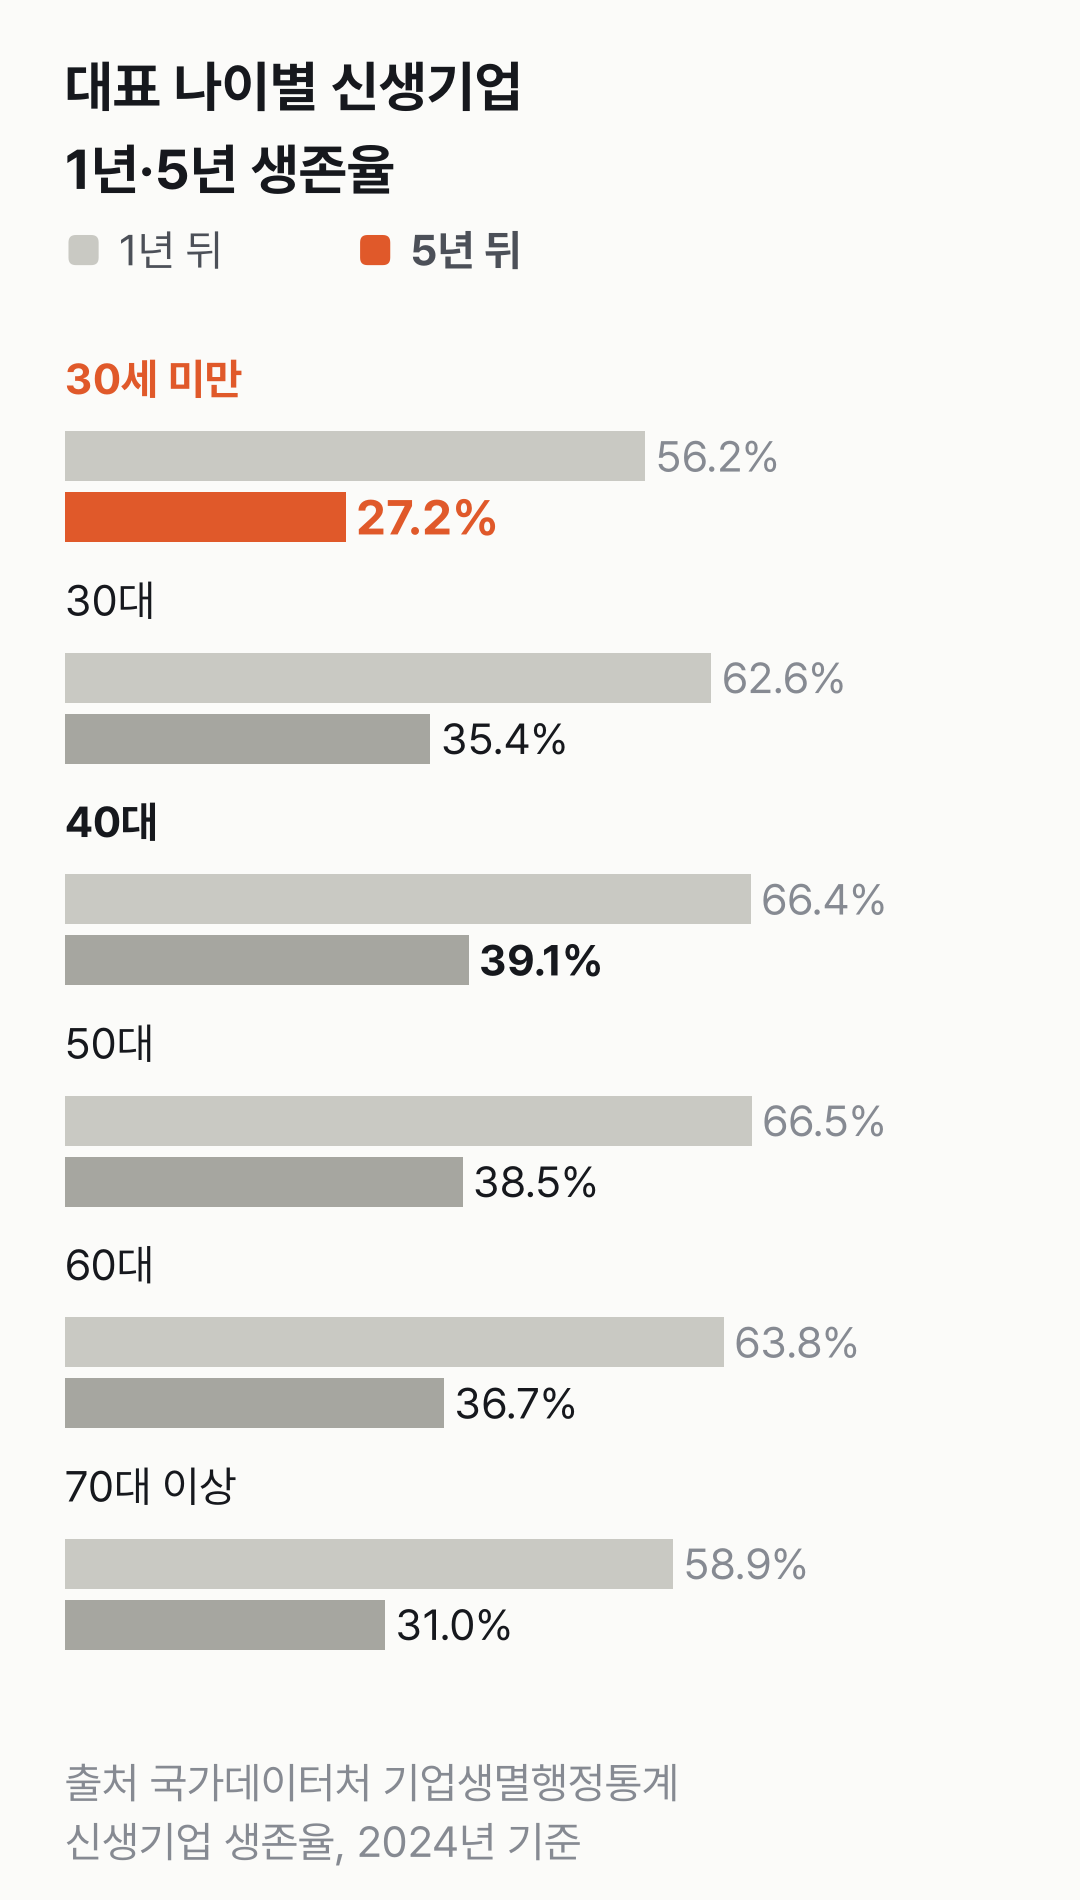 대표 나이별 신생기업
1년·5년 생존율
1년 뒤 5년 뒤
30세 미만
56.2%
27.2%
30대
62.6%
35.4%
40대
66.4%
39.1%
50대
66.5%
38.5%
60대
63.8%
36.7%
70대 이상
58.9%
31.0%
출처 국가데이터처 기업생멸행정통계
신생기업 생존율, 2024년 기준